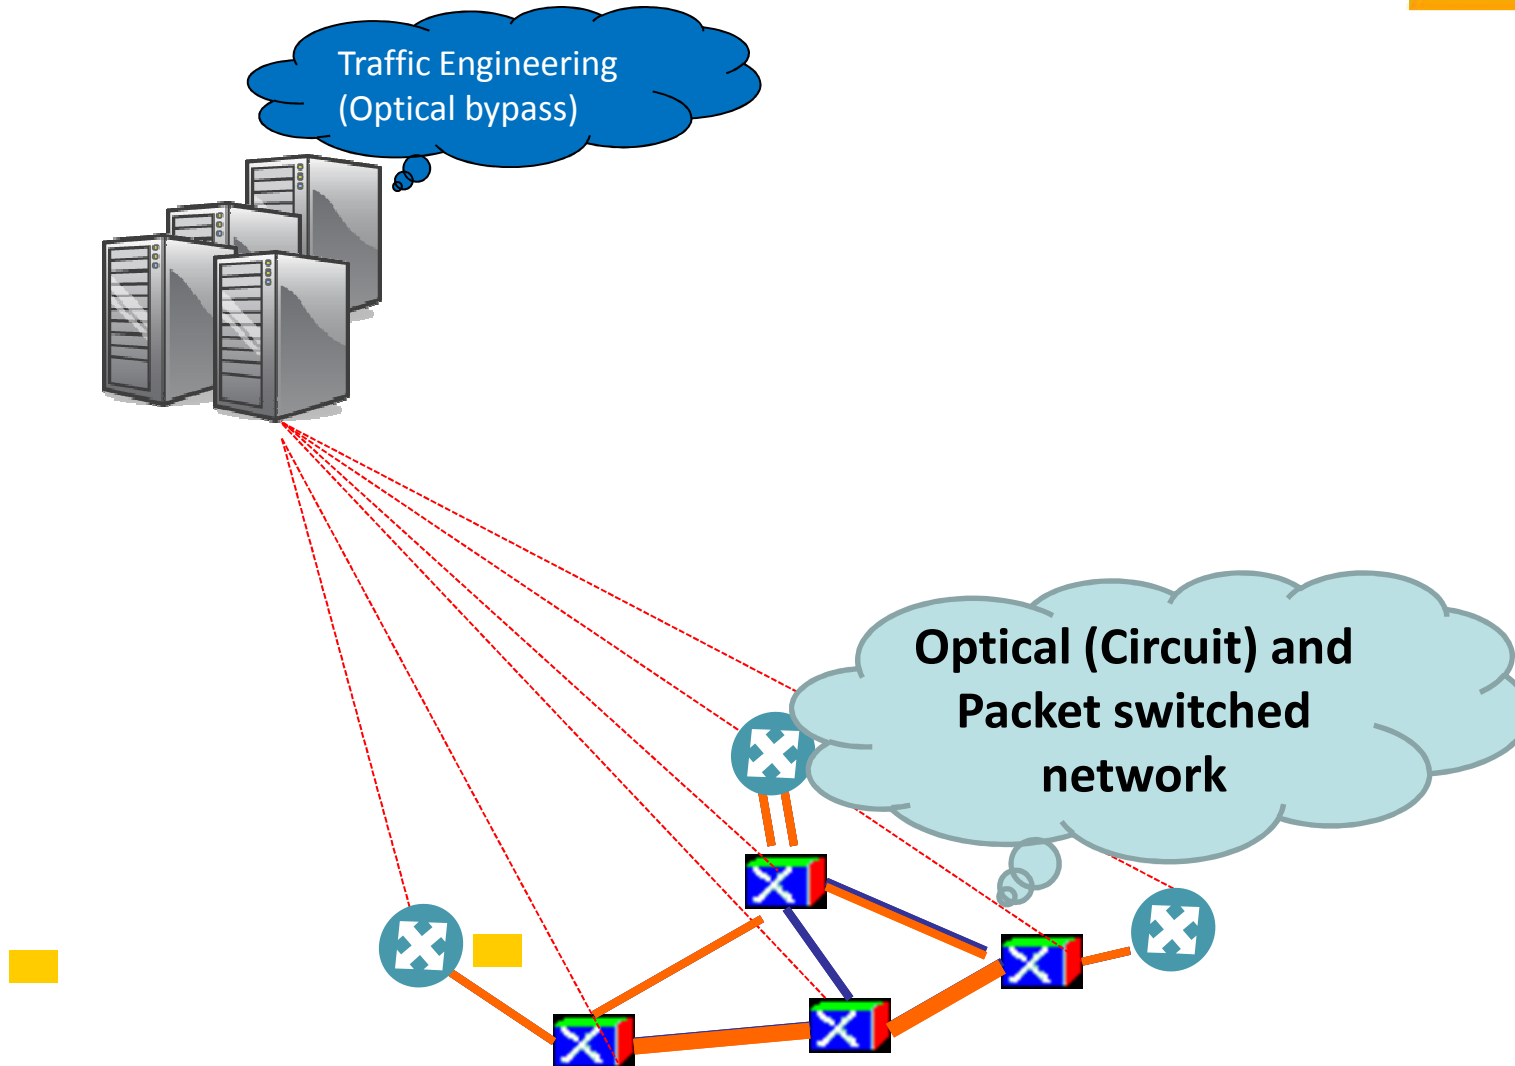 Traffic Engineering
(Optical bypass)
Optical (Circuit) and
Packet switched
network